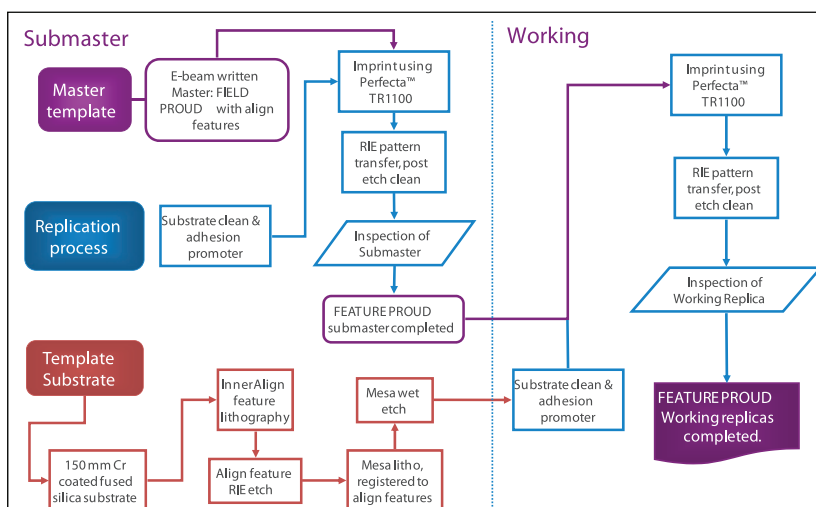 Submaster
Working
Master
template
E-beam written
Master: FIELD
PROUD with align
features
Imprint using
Perfecta™
TR1100
RIE pattern
transfer, post
etch clean
Replication
process
Substrate clean &
adhesion
promoter
Inspection of
Submaster
FEATURE PROUD
submaster completed
Template
Substrate
150 mm Cr
coated fused
silica substrate
Inner Align
feature
lithography
Align feature
RIE etch
Mesa wet
etch
Mesa litho,
registered to
align features
Substrate clean &
adhesion
promoter
Imprint using
Perfecta™
TR1100
RIE pattern
transfer, post
etch clean
Inspection of
Working Replica
FEATURE PROUD
Working replicas
completed.